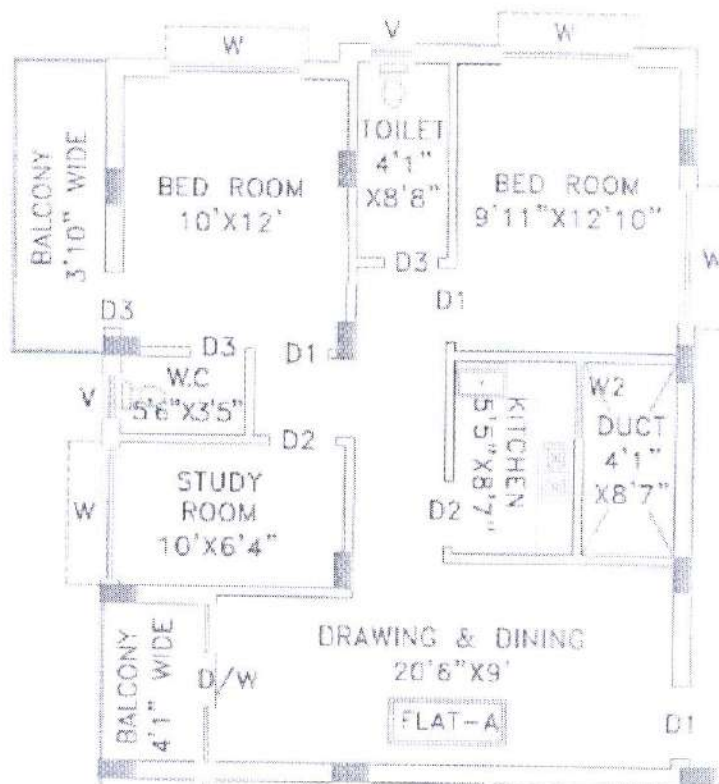 W
V
W
BALCONY
3'10" WIDE
BED ROOM
10'X12'
TOILET
4'1"
X8'8"
BED ROOM
9'11"X12'10"
W
D3
D3
D1
D3
D1
V
W.C
5'6"X3'5"
D2
W
STUDY
ROOM
10'X6'4"
KITCHEN
5'5"X8'7"
D2
W2
DUCT
4'1"
X8'7"
BALCONY
4'1" WIDE
D/W
DRAWING & DINING
20'6"X9'
FLAT-A
D1